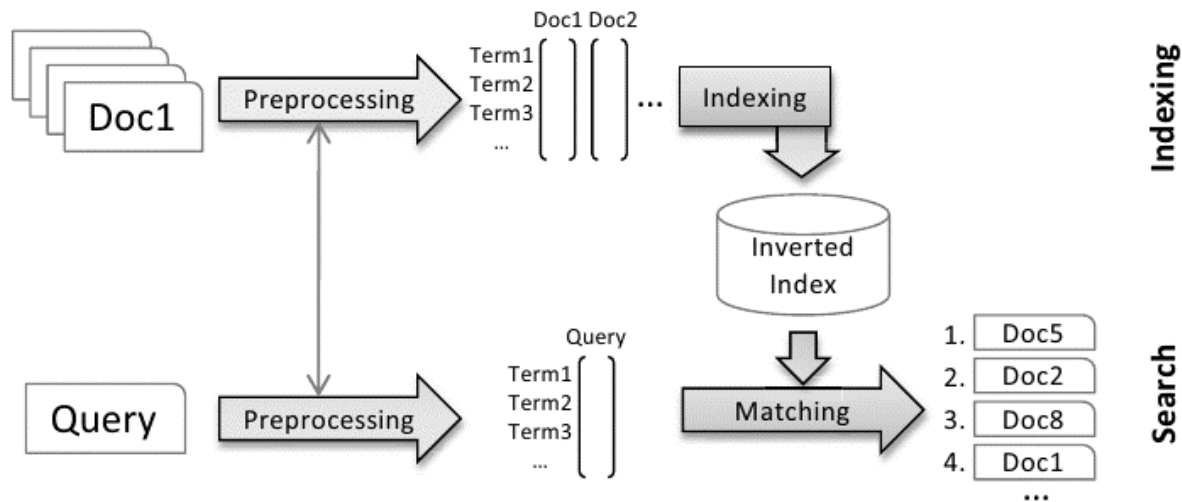 Doc1 Doc2
Doc1
Preprocessing
Term1
Term2
Term3
...
...
Indexing
Indexing
Inverted
Index
Query
Preprocessing
Query
Term1
Term2
Term3
...
Matching
1. Doc5
2. Doc2
3. Doc8
4. Doc1
...
Search